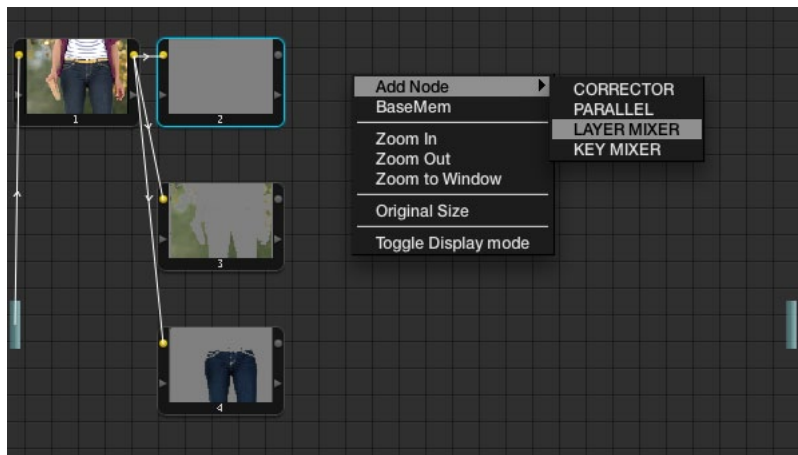 1
2
3
4
Add Node
BaseMem
Zoom In
Zoom Out
Zoom to Window
Original Size
Toggle Display mode
CORRECTOR
PARALLEL
LAYER MIXER
KEY MIXER